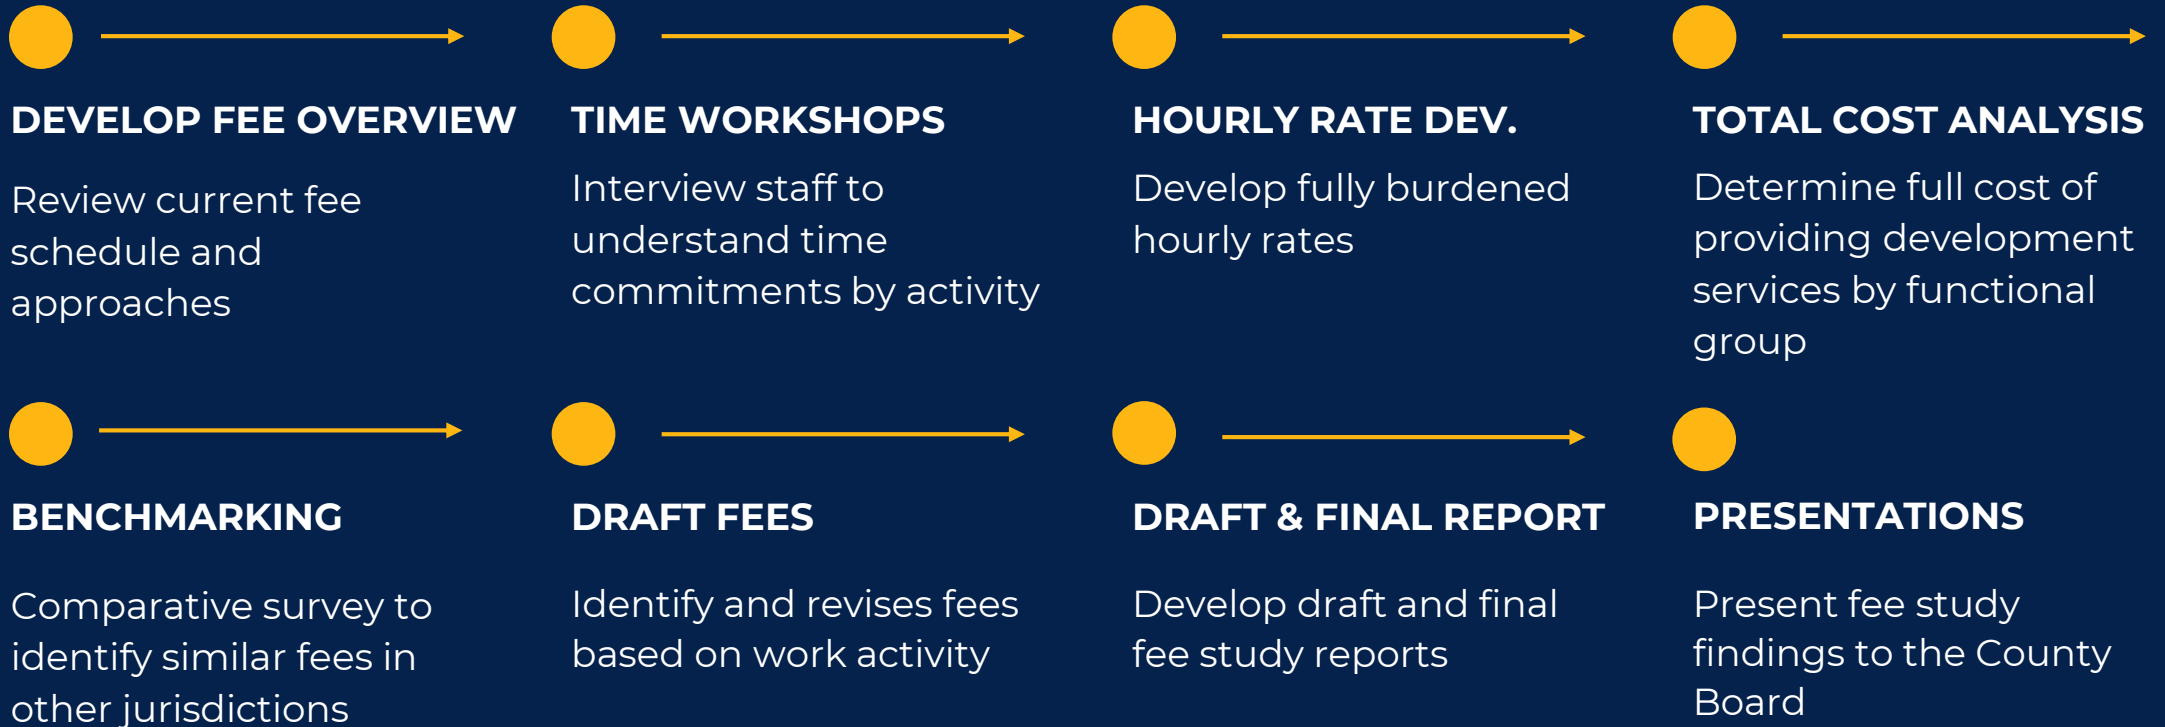 DEVELOP FEE OVERVIEW
Review current fee
schedule and
approaches
TIME WORKSHOPS
Interview staff to
understand time
commitments by activity
HOURLY RATE DEV.
Develop fully burdened
hourly rates
TOTAL COST ANALYSIS
Determine full cost of
providing development
services by functional
group
BENCHMARKING
Comparative survey to
identify similar fees in
other jurisdictions
DRAFT FEES
Identify and revises fees
based on work activity
DRAFT & FINAL REPORT
Develop draft and final
fee study reports
PRESENTATIONS
Present fee study
findings to the County
Board